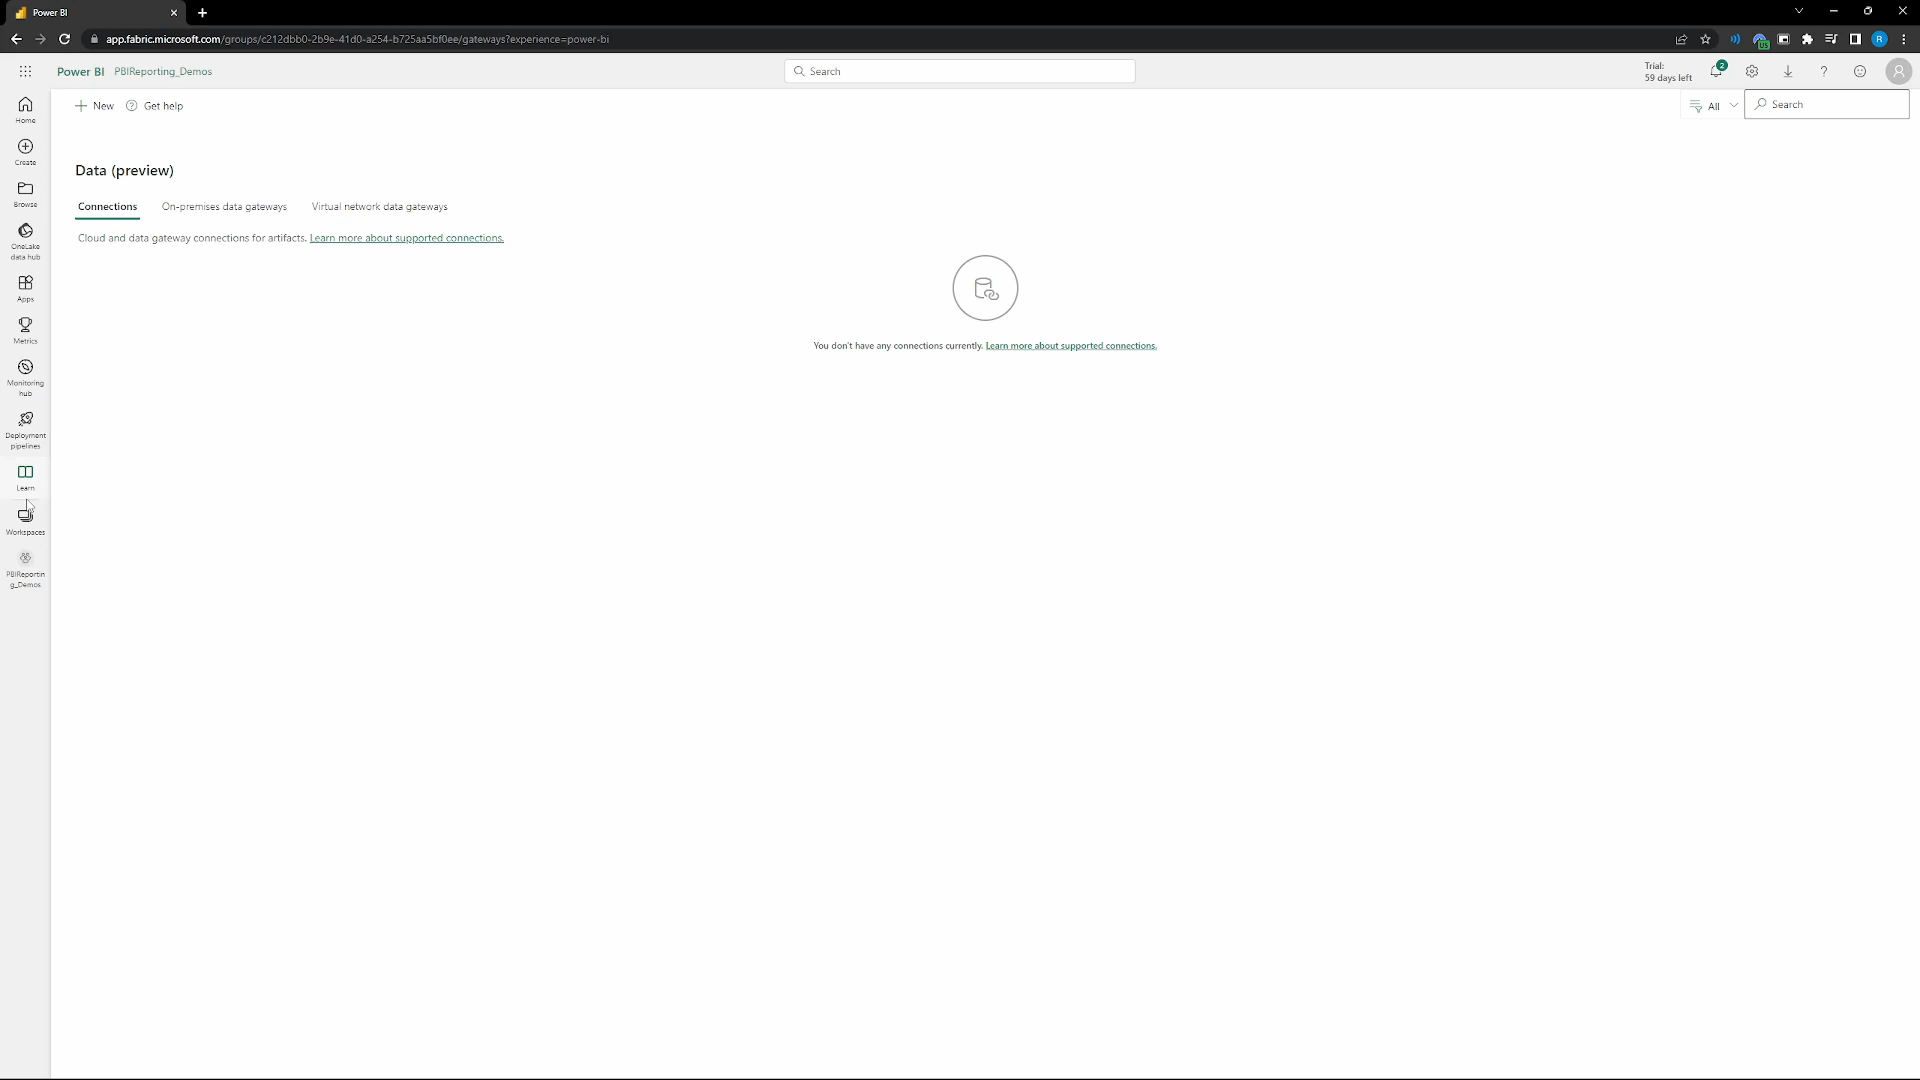 Power BI
app.fabric.microsoft.com/groups/c212dbb0-2b9e-41d0-a254-b725aa5bf0ee/gateways?experience=power-bi
US
R
Power BI PBIReporting_Demos
Search
Trial:
59 days left
2
New
Get help
All
Search
Home
Create
Browse
OneLake
data hub
Apps
Metrics
Monitoring
hub
Deployment
pipelines
Learn
Workspaces
PBIReportin
g_Demos
Data (preview)
Connections On-premises data gateways Virtual network data gateways
Cloud and data gateway connections for artifacts. Learn more about supported connections.
You don't have any connections currently. Learn more about supported connections.